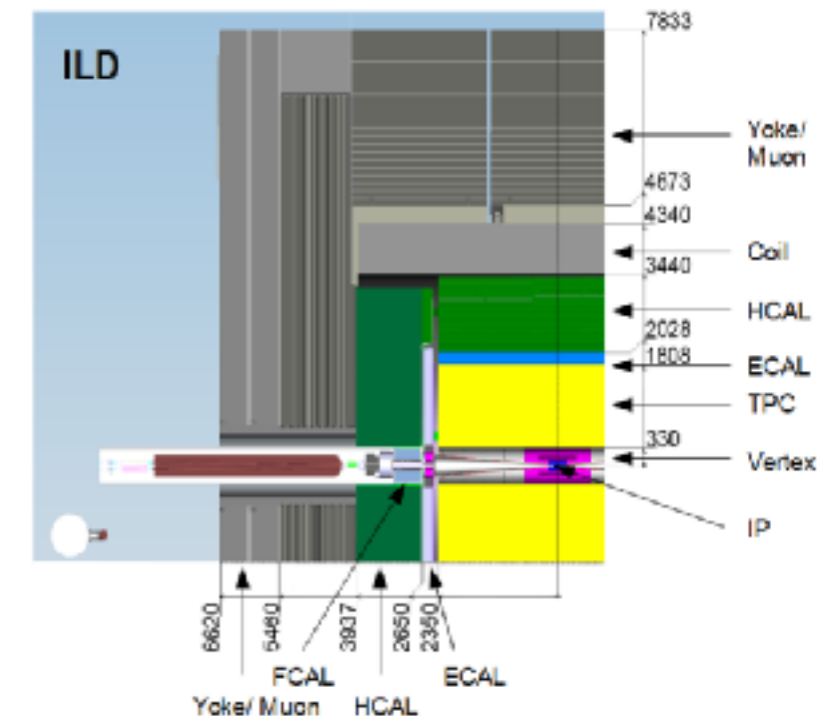 ILD
7833
Yoke/
Muon
4673
4340
Coil
3440
HCAL
2028
1808
ECAL
TPC
330
Vertex
IP
6620
5460
3937
2650
2350
FCAL
ECAL
Yoke/ Muon
HCAL